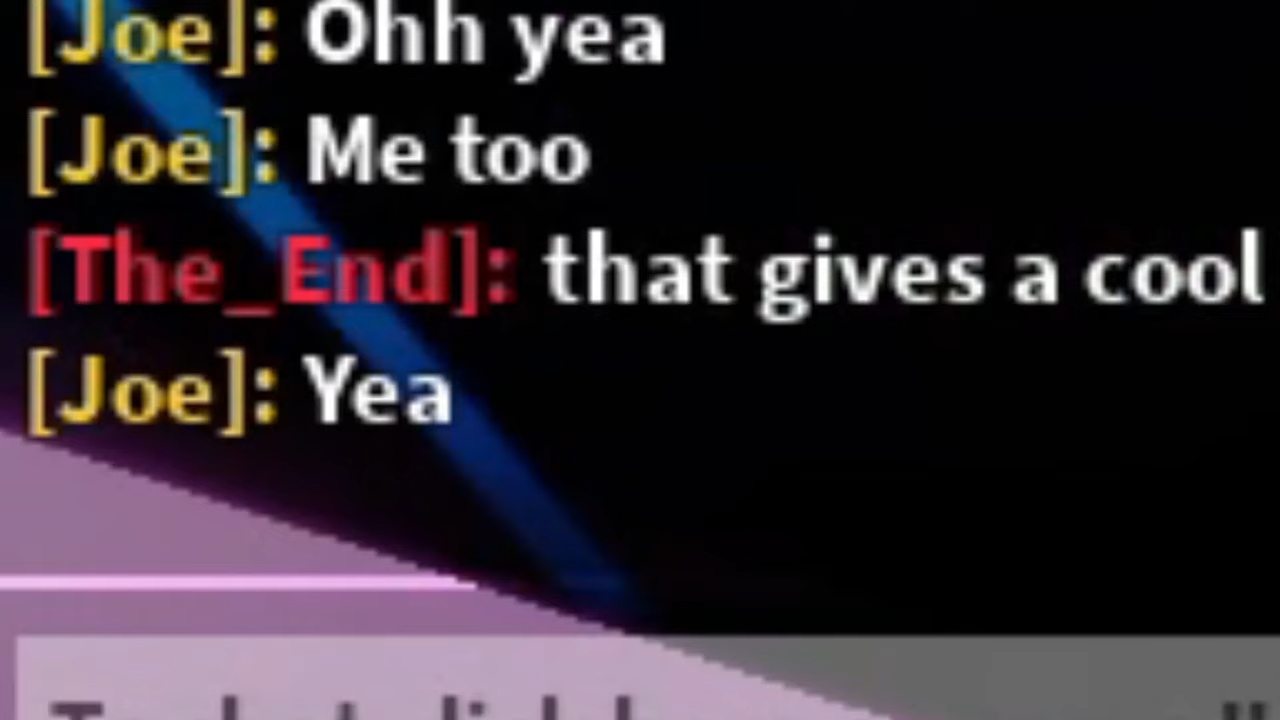 [Joe]: Ohh yea
[Joe]: Me too
[The_End]: that gives a cool
[Joe]: Yea